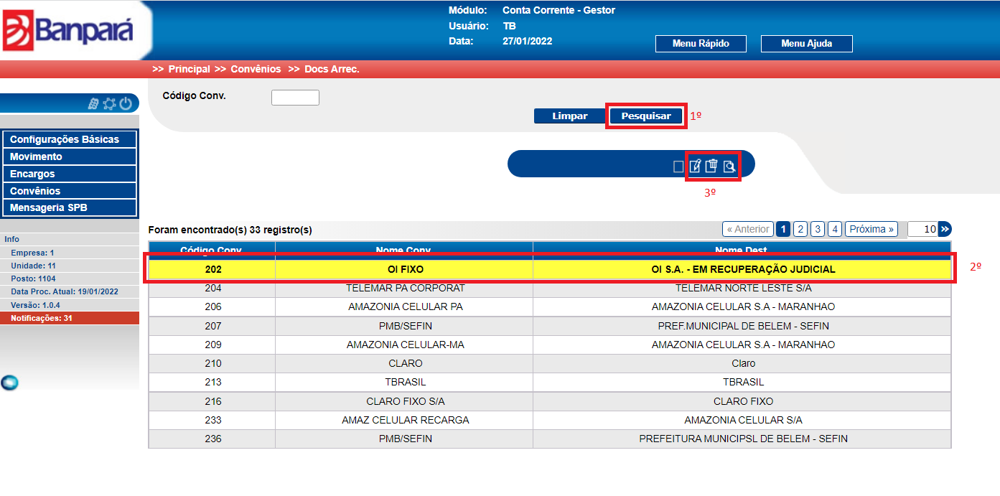 Banpará
Módulo: Conta Corrente - Gestor
Usuário: TB
Data: 27/01/2022
Menu Rápido Menu Ajuda
>> Principal >> Convênios >> Docs Arrec.
Código Conv.
Limpar Pesquisar 1º
Configurações Básicas
Movimento
Encargos
Convênios
Mensageria SPB
3º
Info
Empresa: 1
Unidade: 11
Posto: 1104
Data Proc. Atual: 19/01/2022
Versão: 1.0.4
Notificações: 31
Foram encontrado(s) 33 registro(s) « Anterior 1 2 3 4 Próxima » 10 »
Código Conv. Nome Conv. Nome Dest.
202 OI FIXO OI S.A. - EM RECUPERAÇÃO JUDICIAL 2º
204 TELEMAR PA CORPORAT TELEMAR NORTE LESTE S/A
206 AMAZONIA CELULAR PA AMAZONIA CELULAR S.A - MARANHAO
207 PMB/SEFIN PREF.MUNICIPAL DE BELEM - SEFIN
209 AMAZONIA CELULAR-MA AMAZONIA CELULAR S.A - MARANHAO
210 CLARO Claro
213 TBRASIL TBRASIL
216 CLARO FIXO S/A CLARO FIXO
233 AMAZ CELULAR RECARGA AMAZONIA CELULAR S/A
236 PMB/SEFIN PREFEITURA MUNICIPSL DE BELEM - SEFIN